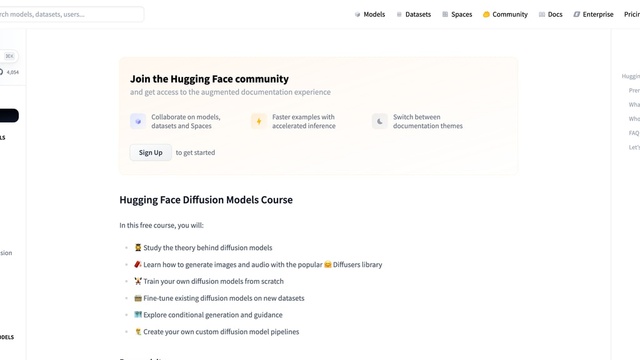 rch models, datasets, users...
Models
Datasets
Spaces
Community
Docs
Enterprise
Pricin
⌘K
4,054
LS
sion
ODELS
Join the Hugging Face community
and get access to the augmented documentation experience
Collaborate on models,
datasets and Spaces
Faster examples with
accelerated inference
Switch between
documentation themes
Sign Up to get started
Hugging Face Diffusion Models Course
In this free course, you will:
Study the theory behind diffusion models
Learn how to generate images and audio with the popular 🤗 Diffusers library
Train your own diffusion models from scratch
Fine-tune existing diffusion models on new datasets
Explore conditional generation and guidance
Create your own custom diffusion model pipelines
Huggin
Prer
Wha
Who
FAQ
Let's